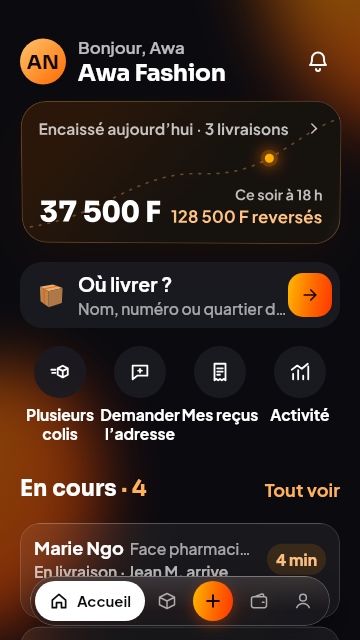 AN
Bonjour, Awa
Awa Fashion
Encaissé aujourd’hui · 3 livraisons
Ce soir à 18 h
37 500 F
128 500 F reversés
Où livrer ?
Nom, numéro ou quartier d…
Plusieurs colis
Demander l’adresse
Mes reçus
Activité
En cours · 4
Tout voir
Marie Ngo Face pharmaci…
4 min
En livraison · Jean M. arrive
Accueil